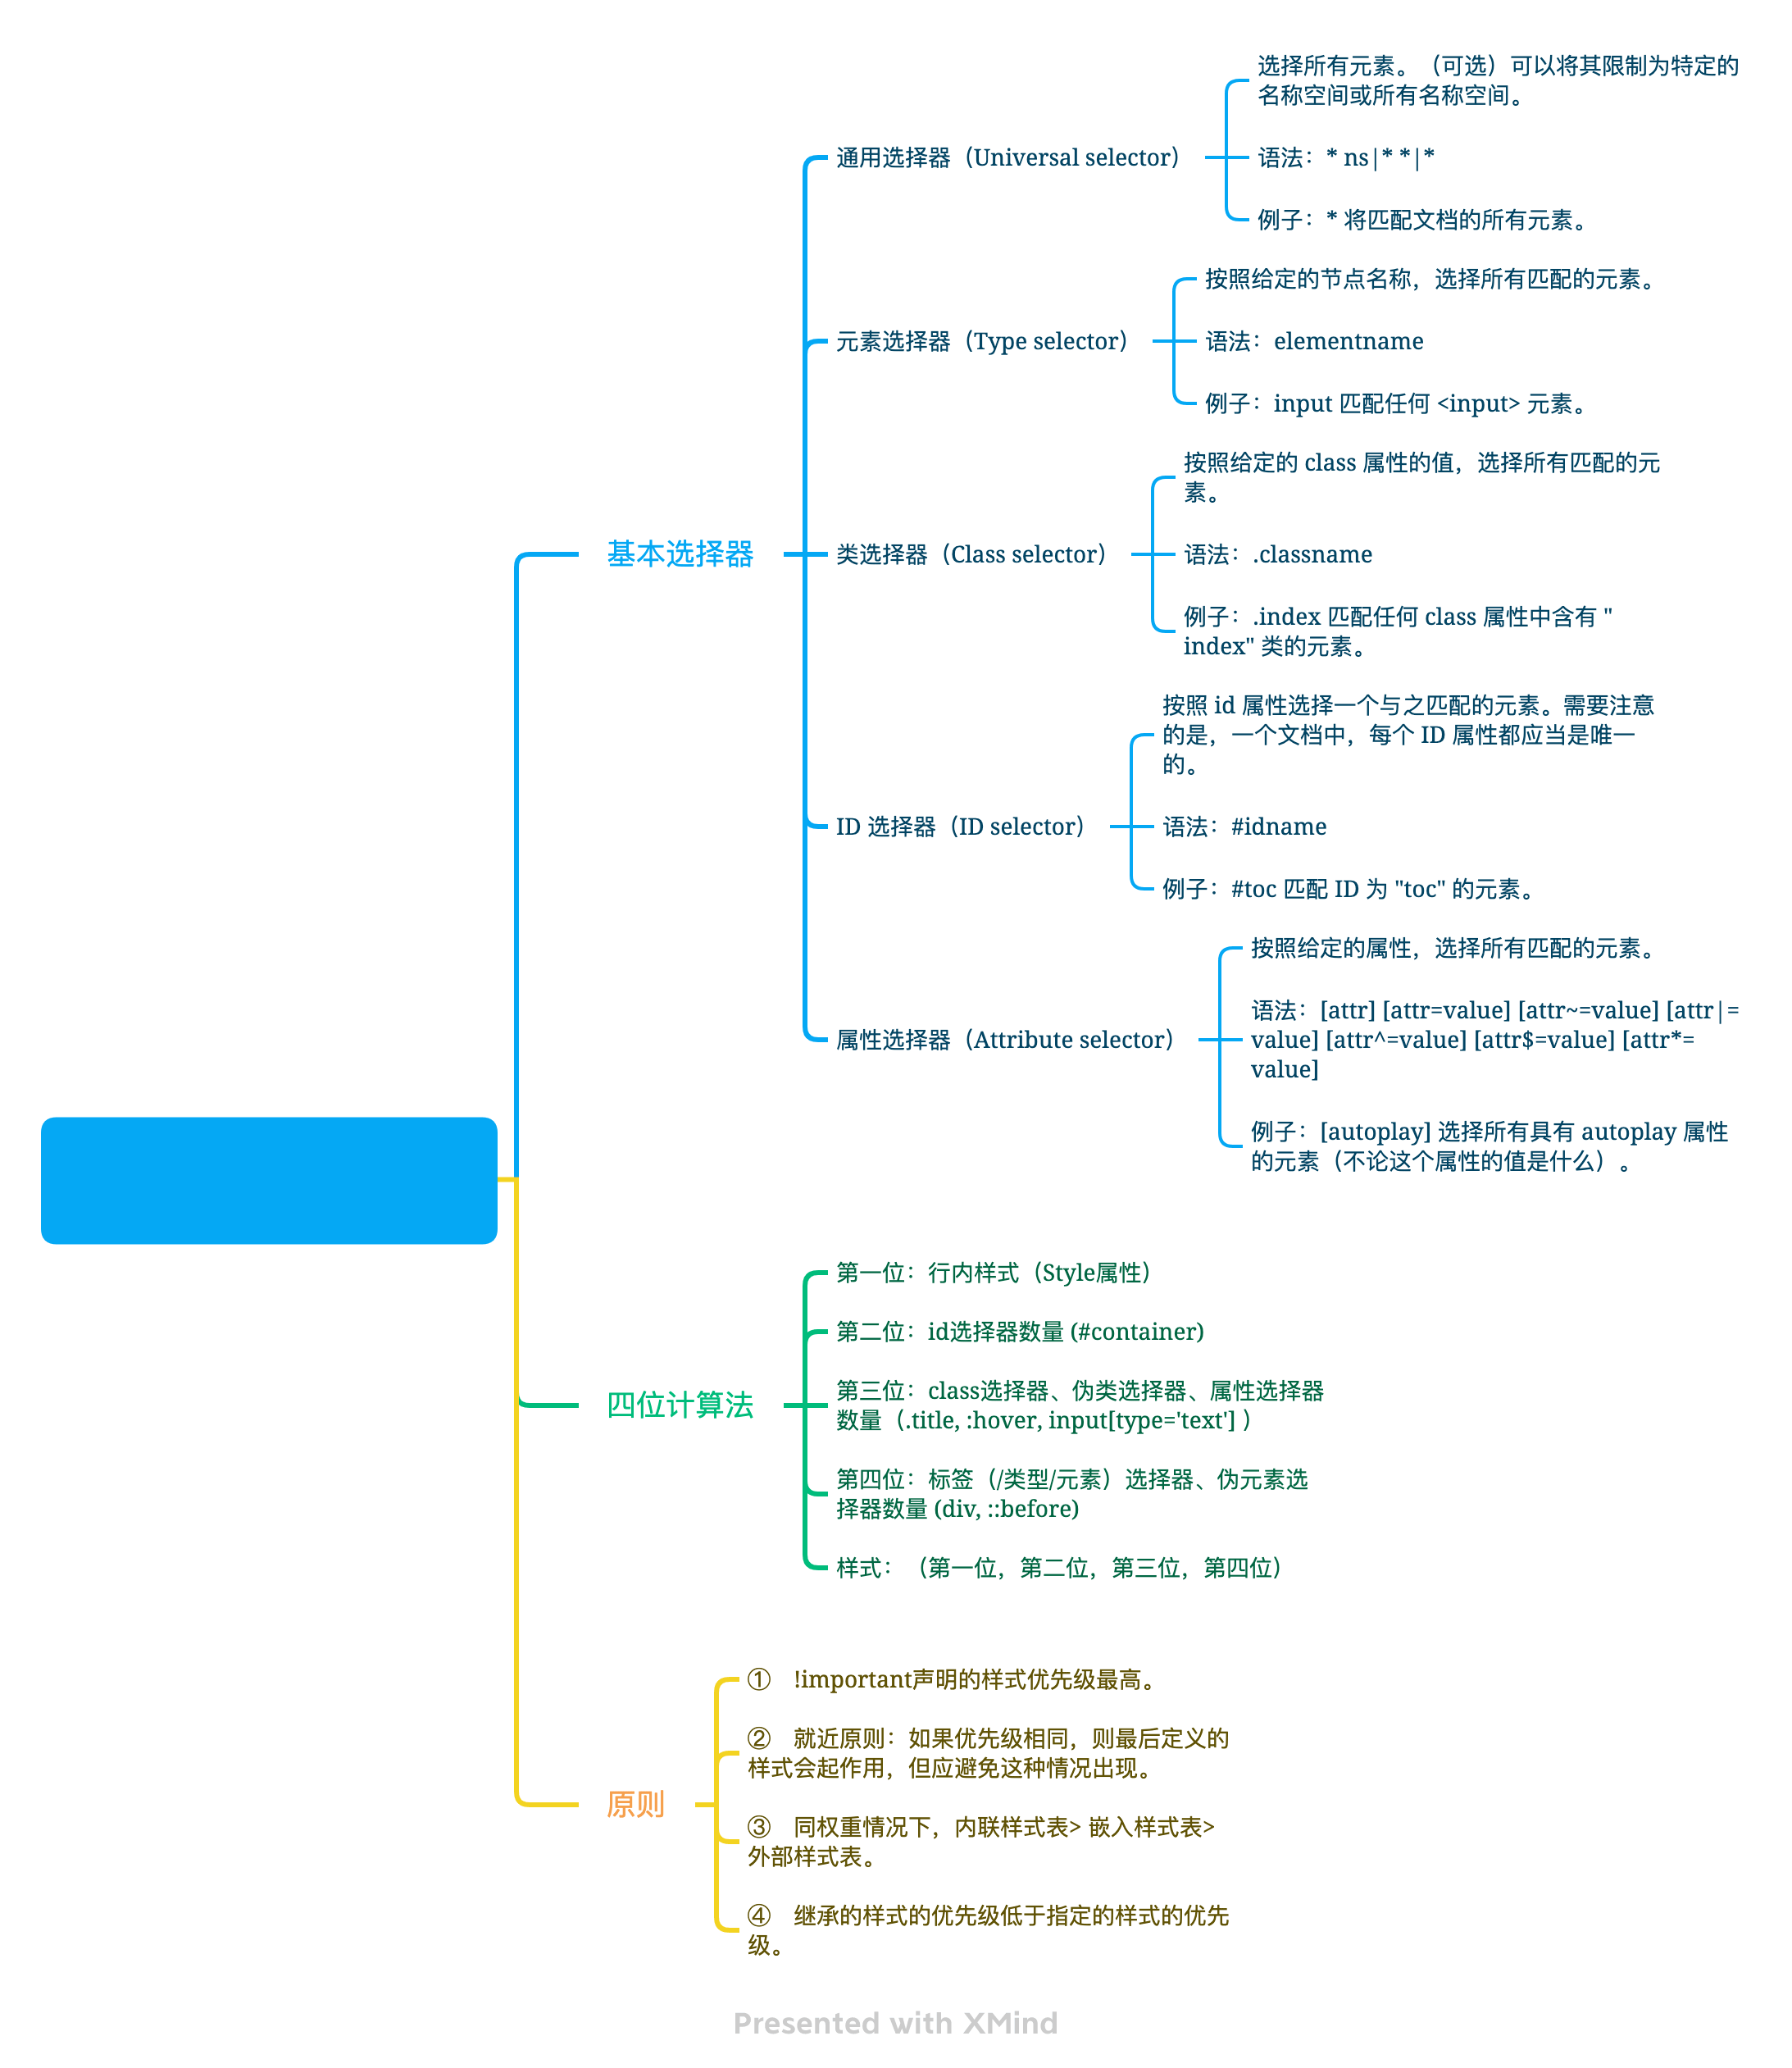 选择所有元素。（可选）可以将其限制为特定的
名称空间或所有名称空间。
通用选择器（Universal selector）
语法：* ns|* *|*
例子：* 将匹配文档的所有元素。
按照给定的节点名称，选择所有匹配的元素。
元素选择器（Type selector）
语法：elementname
例子：input 匹配任何 <input> 元素。
按照给定的 class 属性的值，选择所有匹配的元
素。
基本选择器
类选择器（Class selector）
语法：.classname
例子：.index 匹配任何 class 属性中含有 "
index" 类的元素。
按照 id 属性选择一个与之匹配的元素。需要注意
的是，一个文档中，每个 ID 属性都应当是唯一
的。
ID 选择器（ID selector）
语法：#idname
例子：#toc 匹配 ID 为 "toc" 的元素。
按照给定的属性，选择所有匹配的元素。
属性选择器（Attribute selector）
语法：[attr] [attr=value] [attr~=value] [attr|=
value] [attr^=value] [attr$=value] [attr*=
value]
例子：[autoplay] 选择所有具有 autoplay 属性
的元素（不论这个属性的值是什么）。
第一位：行内样式（Style属性）
第二位：id选择器数量 (#container)
四位计算法
第三位：class选择器、伪类选择器、属性选择器
数量（.title, :hover, input[type='text'] ）
第四位：标签（/类型/元素）选择器、伪元素选
择器数量 (div, ::before)
样式：（第一位，第二位，第三位，第四位）
① !important声明的样式优先级最高。
② 就近原则：如果优先级相同，则最后定义的
样式会起作用，但应避免这种情况出现。
原则
③ 同权重情况下，内联样式表> 嵌入样式表>
外部样式表。
④ 继承的样式的优先级低于指定的样式的优先
级。
Presented with XMind